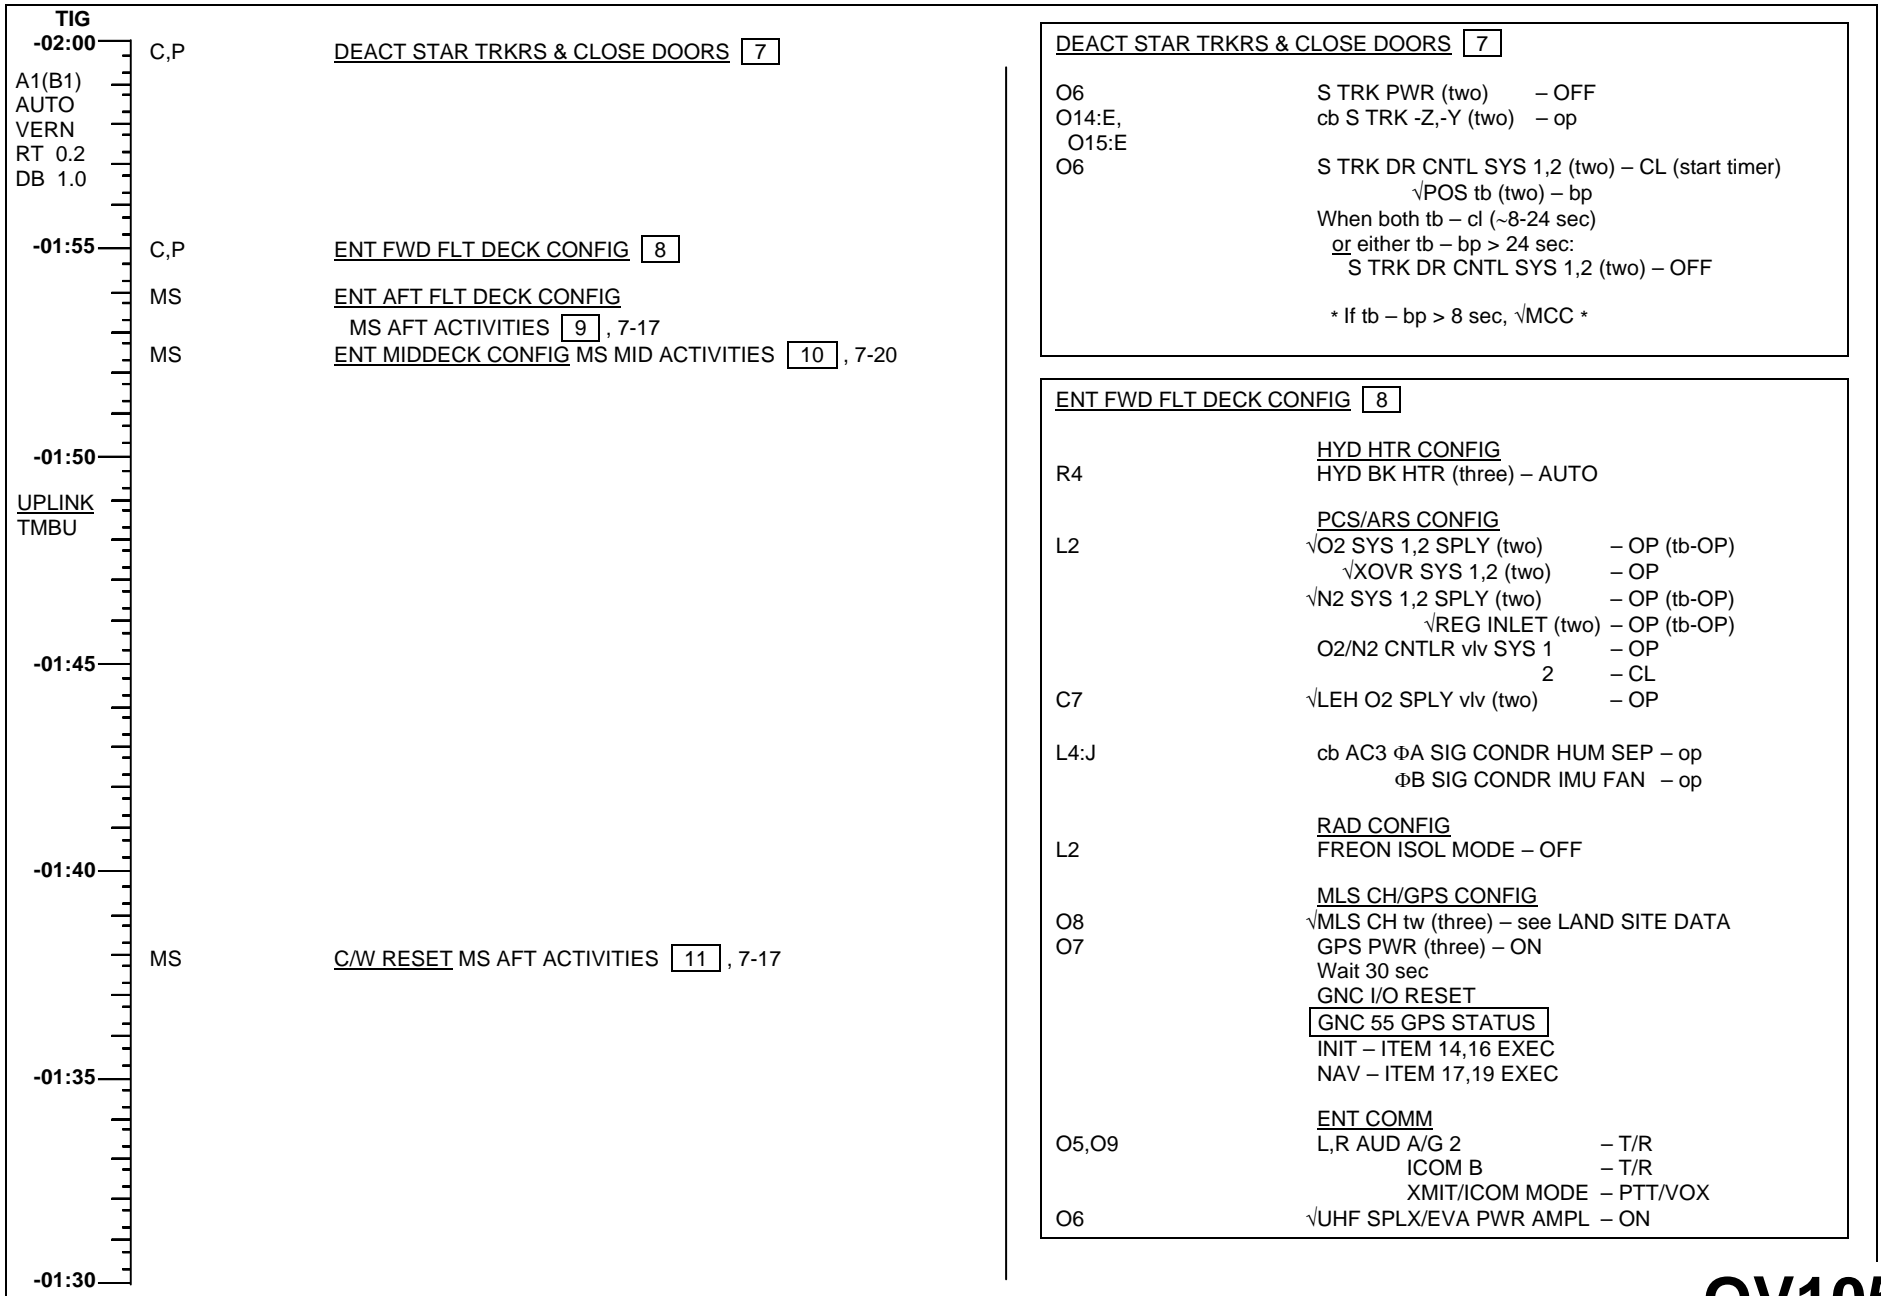 TIG
-02:00
C,P DEACT STAR TRKRS & CLOSE DOORS 7
A1(B1)
AUTO
VERN
RT 0.2
DB 1.0
-01:55
C,P ENT FWD FLT DECK CONFIG 8
MS ENT AFT FLT DECK CONFIG
MS AFT ACTIVITIES 9 , 7-17
MS ENT MIDDECK CONFIG MS MID ACTIVITIES 10 , 7-20
-01:50
UPLINK
TMBU
-01:45
-01:40
MS C/W RESET MS AFT ACTIVITIES 11 , 7-17
-01:35
-01:30
DEACT STAR TRKRS & CLOSE DOORS 7
O6 S TRK PWR (two) – OFF
O14:E, cb S TRK -Z,-Y (two) – op
O15:E
O6 S TRK DR CNTL SYS 1,2 (two) – CL (start timer)
√POS tb (two) – bp
When both tb – cl (~8-24 sec)
or either tb – bp > 24 sec:
S TRK DR CNTL SYS 1,2 (two) – OFF
* If tb – bp > 8 sec, √MCC *
ENT FWD FLT DECK CONFIG 8
HYD HTR CONFIG
R4 HYD BK HTR (three) – AUTO
PCS/ARS CONFIG
L2 √O2 SYS 1,2 SPLY (two) – OP (tb-OP)
√XOVR SYS 1,2 (two) – OP
√N2 SYS 1,2 SPLY (two) – OP (tb-OP)
√REG INLET (two) – OP (tb-OP)
O2/N2 CNTLR vlv SYS 1 – OP
2 – CL
C7 √LEH O2 SPLY vlv (two) – OP
L4:J cb AC3 ΦA SIG CONDR HUM SEP – op
ΦB SIG CONDR IMU FAN – op
RAD CONFIG
L2 FREON ISOL MODE – OFF
MLS CH/GPS CONFIG
O8 √MLS CH tw (three) – see LAND SITE DATA
O7 GPS PWR (three) – ON
Wait 30 sec
GNC I/O RESET
GNC 55 GPS STATUS
INIT – ITEM 14,16 EXEC
NAV – ITEM 17,19 EXEC
ENT COMM
O5,O9 L,R AUD A/G 2 – T/R
ICOM B – T/R
XMIT/ICOM MODE – PTT/VOX
O6 √UHF SPLX/EVA PWR AMPL – ON